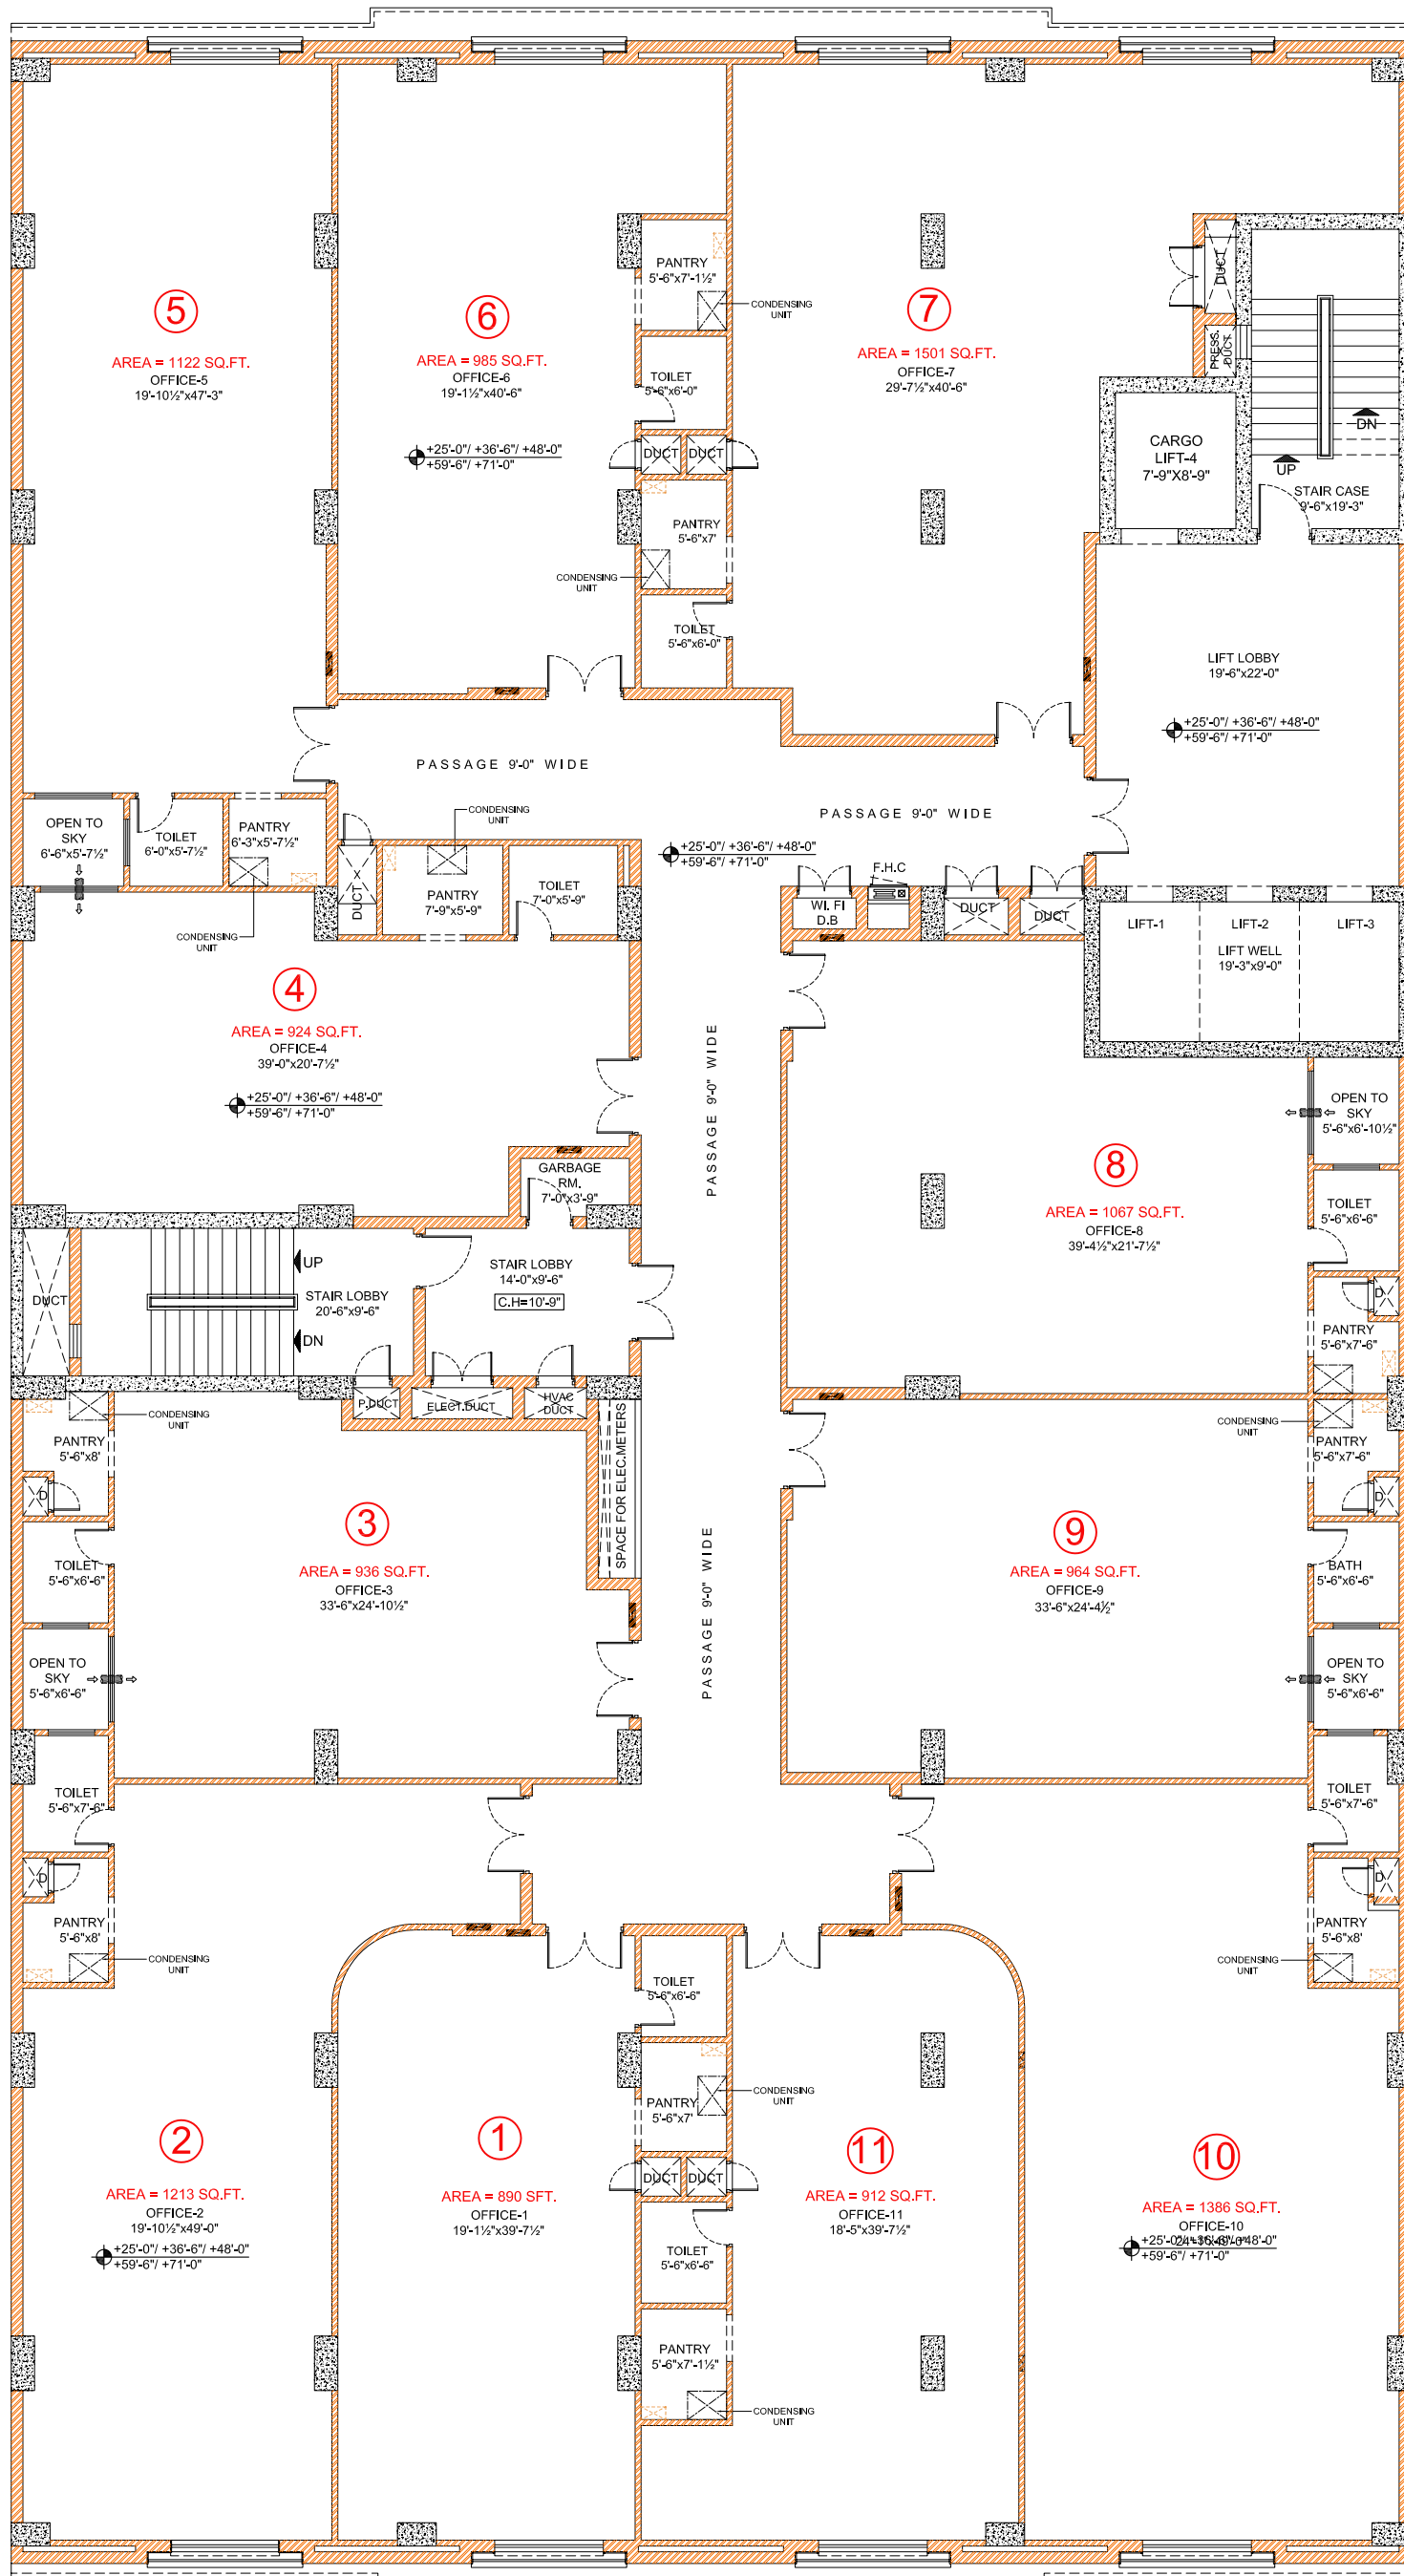 5
AREA = 1122 SQ.FT.
OFFICE-5
19'-10½"x47'-3"
6
AREA = 985 SQ.FT.
OFFICE-6
19'-1½"x40'-6"
+25'-0"/ +36'-6"/ +48'-0"
+59'-6"/ +71'-0"
PANTRY
5'-6"x7'-1½"
CONDENSING
UNIT
TOILET
5'-6"x6'-0"
DUCT
DUCT
PANTRY
5'-6"x7'
CONDENSING
UNIT
TOILET
5'-6"x6'-0"
7
AREA = 1501 SQ.FT.
OFFICE-7
29'-7½"x40'-6"
DUCT
PRESS.
DUCT
CARGO
LIFT-4
7'-9"X8'-9"
DN
UP
STAIR CASE
9'-6"x19'-3"
LIFT LOBBY
19'-6"x22'-0"
+25'-0"/ +36'-6"/ +48'-0"
+59'-6"/ +71'-0"
PASSAGE 9'-0" WIDE
PASSAGE 9'-0" WIDE
+25'-0"/ +36'-6"/ +48'-0"
+59'-6"/ +71'-0"
OPEN TO
SKY
6'-6"x5'-7½"
TOILET
6'-0"x5'-7½"
PANTRY
6'-3"x5'-7½"
CONDENSING
UNIT
DUCT
CONDENSING
UNIT
PANTRY
7'-9"x5'-9"
TOILET
7'-0"x5'-9"
F.H.C
WI. FI
D.B
DUCT
DUCT
LIFT-1
LIFT-2
LIFT-3
LIFT WELL
19'-3"x9'-0"
4
AREA = 924 SQ.FT.
OFFICE-4
39'-0"x20'-7½"
+25'-0"/ +36'-6"/ +48'-0"
+59'-6"/ +71'-0"
PASSAGE 9'-0" WIDE
GARBAGE
RM.
7'-0"x3'-9"
8
AREA = 1067 SQ.FT.
OFFICE-8
39'-4½"x21'-7½"
OPEN TO
SKY
5'-6"x6'-10½"
TOILET
5'-6"x6'-6"
D
PANTRY
5'-6"x7'-6"
DUCT
UP
STAIR LOBBY
20'-6"x9'-6"
DN
STAIR LOBBY
14'-0"x9'-6"
C.H=10'-9"
P.DUCT
ELECT.DUCT
HVAC
DUCT
SPACE FOR ELEC.METERS
CONDENSING
UNIT
PANTRY
5'-6"x8'
D
TOILET
5'-6"x6'-6"
OPEN TO
SKY
5'-6"x6'-6"
3
AREA = 936 SQ.FT.
OFFICE-3
33'-6"x24'-10½"
PASSAGE 9'-0" WIDE
9
AREA = 964 SQ.FT.
OFFICE-9
33'-6"x24'-4½"
CONDENSING
UNIT
PANTRY
5'-6"x7'-6"
D
BATH
5'-6"x6'-6"
OPEN TO
SKY
5'-6"x6'-6"
TOILET
5'-6"x7'-6"
D
PANTRY
5'-6"x8'
CONDENSING
UNIT
TOILET
5'-6"x7'-6"
D
PANTRY
5'-6"x8'
CONDENSING
UNIT
2
AREA = 1213 SQ.FT.
OFFICE-2
19'-10½"x49'-0"
+25'-0"/ +36'-6"/ +48'-0"
+59'-6"/ +71'-0"
1
AREA = 890 SFT.
OFFICE-1
19'-1½"x39'-7½"
TOILET
5'-6"x6'-6"
PANTRY
5'-6"x7'
CONDENSING
UNIT
DUCT
DUCT
TOILET
5'-6"x6'-6"
PANTRY
5'-6"x7'-1½"
CONDENSING
UNIT
11
AREA = 912 SQ.FT.
OFFICE-11
18'-5"x39'-7½"
10
AREA = 1386 SQ.FT.
OFFICE-10
+25'-0"/ +36'-6"/ +48'-0"
+59'-6"/ +71'-0"